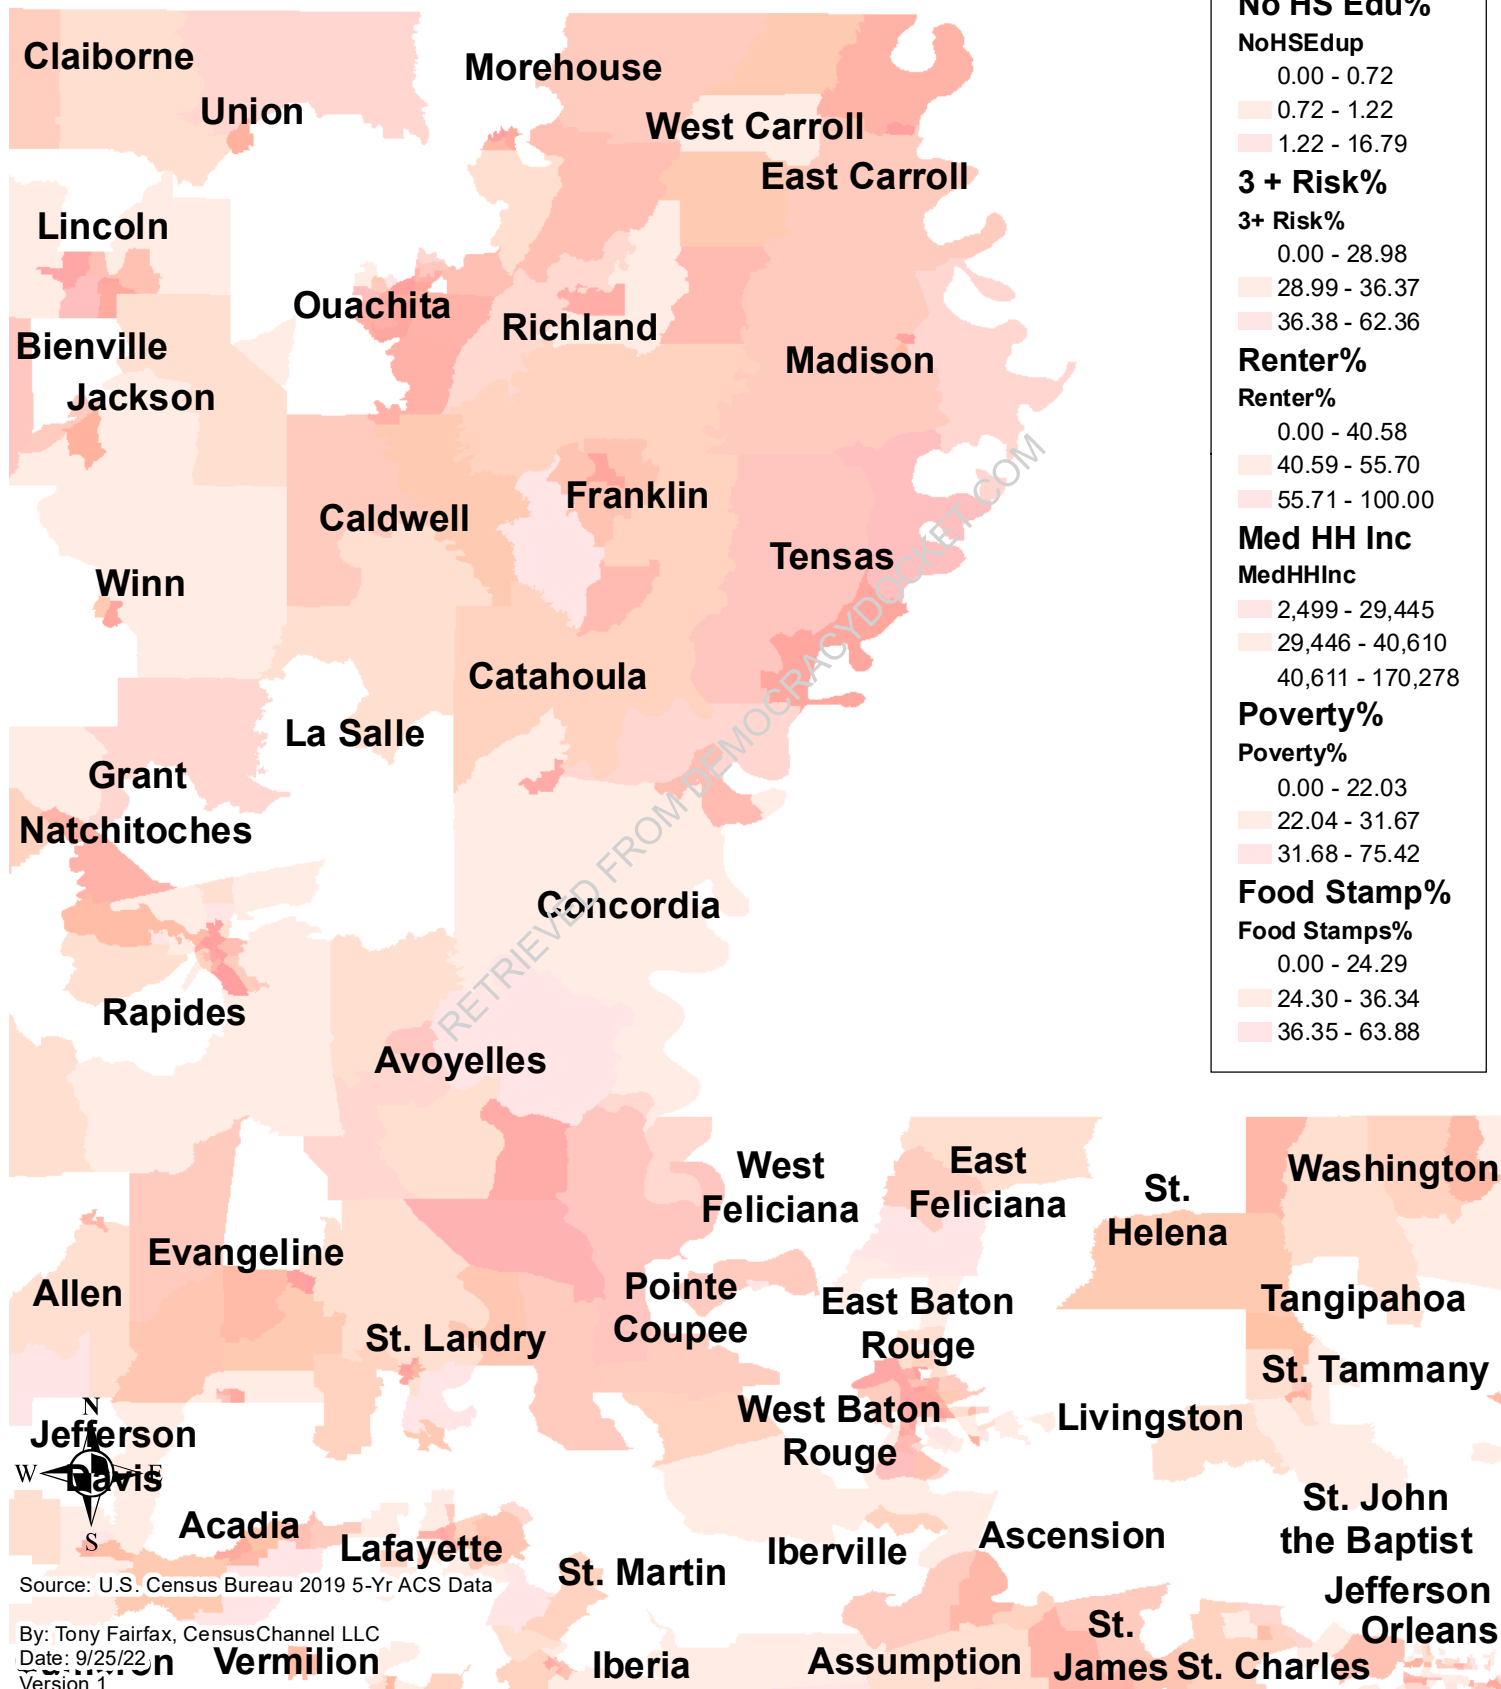 No HS Edu%
NoHSEdup
0.00 - 0.72
0.72 - 1.22
1.22 - 16.79
3 + Risk%
3+ Risk%
0.00 - 28.98
28.99 - 36.37
36.38 - 62.36
Renter%
Renter%
0.00 - 40.58
40.59 - 55.70
55.71 - 100.00
Med HH Inc
MedHHInc
2,499 - 29,445
29,446 - 40,610
40,611 - 170,278
Poverty%
Poverty%
0.00 - 22.03
22.04 - 31.67
31.68 - 75.42
Food Stamp%
Food Stamps%
0.00 - 24.29
24.30 - 36.34
36.35 - 63.88
Claiborne
Morehouse
Union
West Carroll
East Carroll
Lincoln
Ouachita
Richland
Bienville
Madison
Jackson
Franklin
Caldwell
Tensas
Winn
Catahoula
La Salle
Grant
Natchitoches
Concordia
Rapides
Avoyelles
RETRIEVED FROM DEMOCRACYDOCKET.COM
West
Feliciana
East
Feliciana
St.
Helena
Washington
Evangeline
Allen
Pointe
Coupee
East Baton
Rouge
Tangipahoa
St. Landry
St. Tammany
West Baton
Rouge
Livingston
N
Jefferson
Davis
W
E
S
Acadia
Lafayette
St. Martin
Iberville
Ascension
St. John
the Baptist
Jefferson
Orleans
Source: U.S. Census Bureau 2019 5-Yr ACS Data
By: Tony Fairfax, CensusChannel LLC
Date: 9/25/22
Version 1
Vermilion
Iberia
Assumption
St.
James
St. Charles